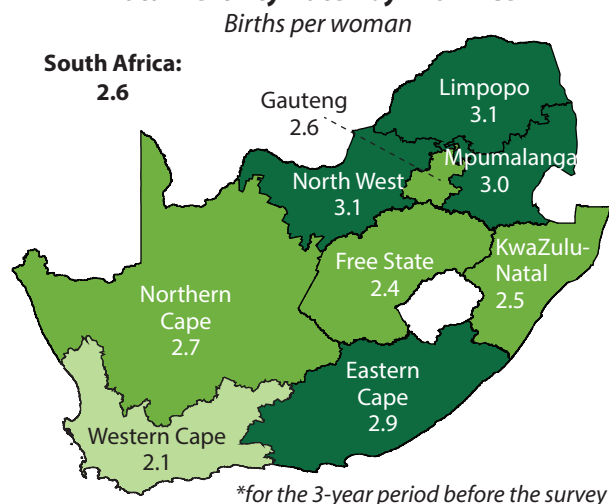 Births per woman
South Africa:
2.6
Gauteng
2.6
Limpopo
3.1
Mpumalanga
3.0
North West
3.1
KwaZulu-
Natal
2.5
Free State
2.4
Northern
Cape
2.7
Eastern
Cape
2.9
Western Cape
2.1
*for the 3-year period before the survey